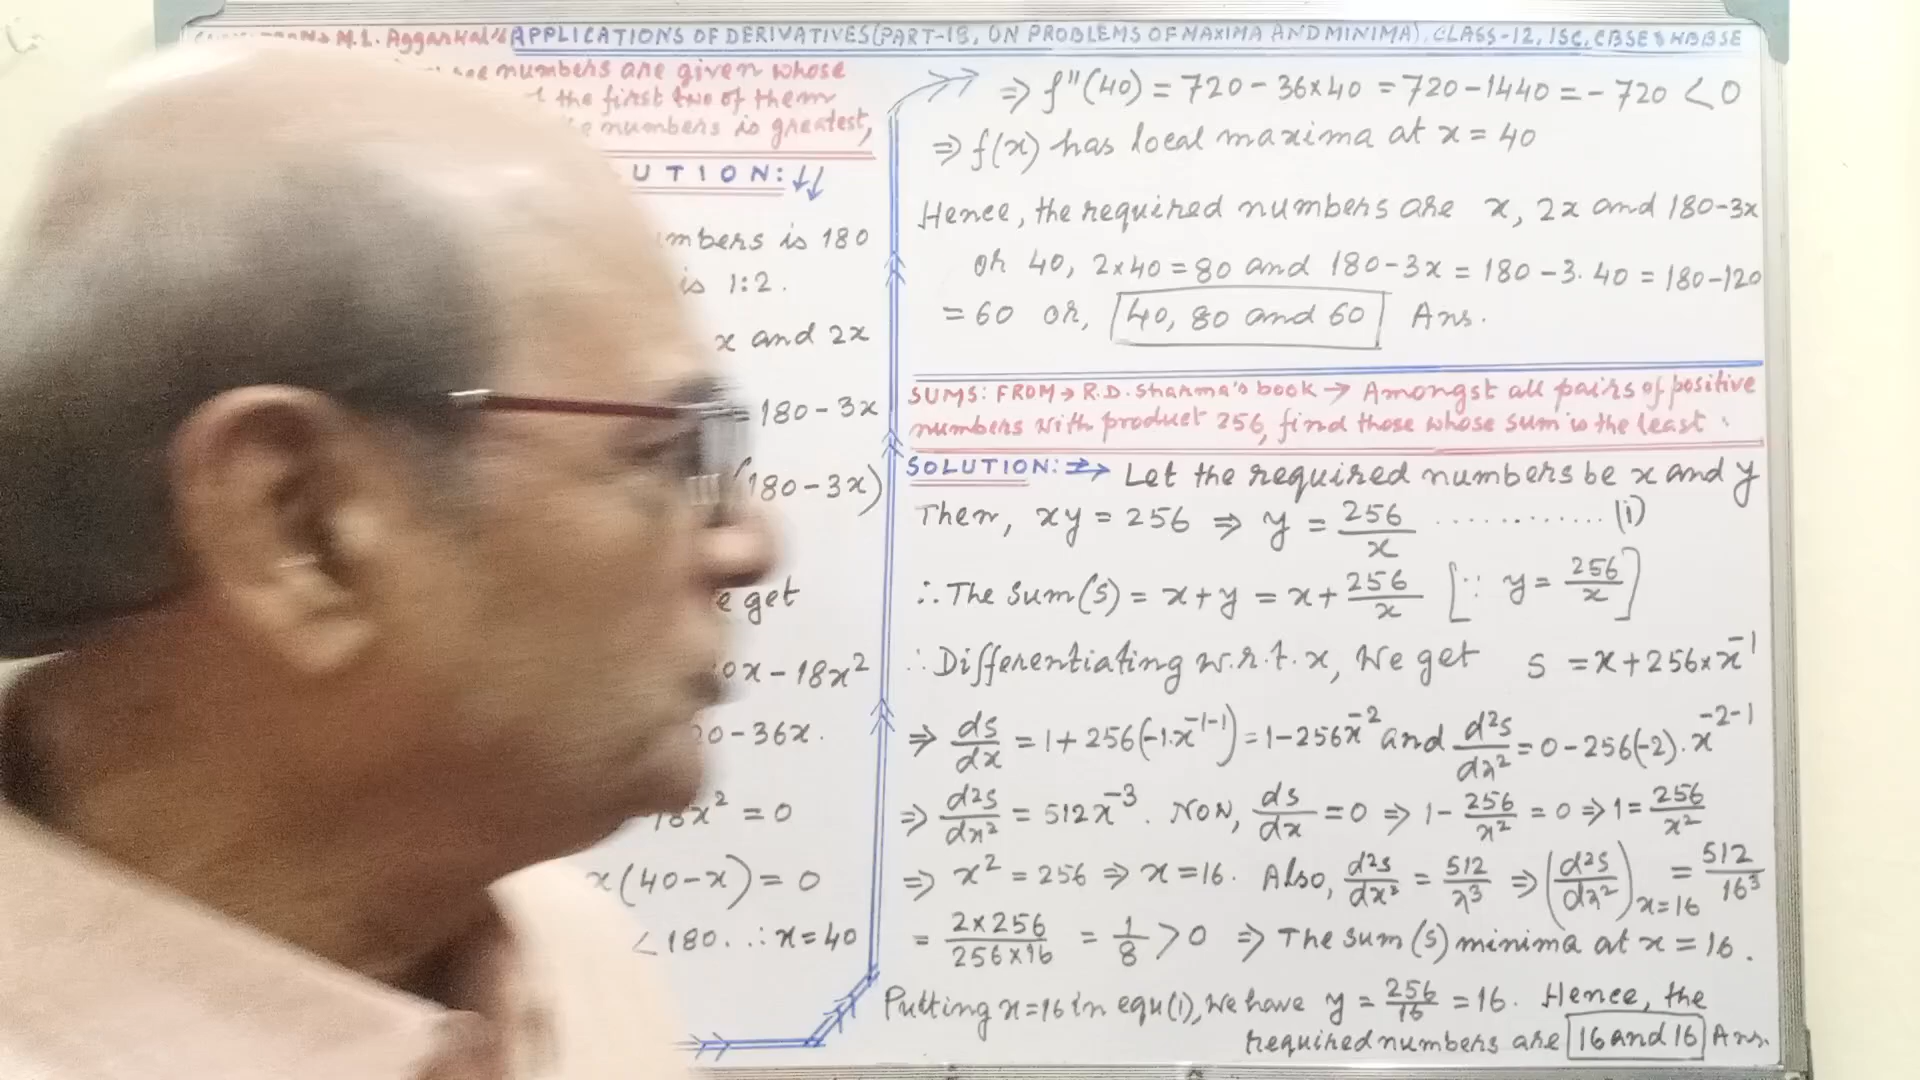 M.L. Aggarwal's APPLICATIONS OF DERIVATIVES (PART-18, ON PROBLEMS OF MAXIMA AND MINIMA), CLASS-12, ISC, CBSE & WBBSE
numbers are given whose
the first two of them
numbers is greatest,
UTION: ↓↓
mbers is 180
is 1:2.
x and 2x
= 180-3x
(180-3x)
e get
0x-18x²
20-36x.
18x² = 0
x(40-x) = 0
<180. ∴ x=40
⇒ f''(40) = 720-36×40 = 720-1440 = -720 < 0
⇒ f(x) has local maxima at x = 40
Hence, the required numbers are x, 2x and 180-3x
or 40, 2×40 = 80 and 180-3x = 180-3.40 = 180-120
= 60 or, 40, 80 and 60 Ans.
SUMS: FROM → R.D. Sharma's book → Amongst all pairs of positive
numbers with product 256, find those whose sum is the least.
SOLUTION: ⇒ Let the required numbers be x and y
Then, xy = 256 ⇒ y = 256/x ............. (i)
∴ The Sum(S) = x+y = x+256/x [∵ y = 256/x]
∴ Differentiating w.r.t. x, We get S = x+256×x⁻¹
⇒ ds/dx = 1+256(-1.x⁻¹⁻¹) = 1-256x⁻² and d²s/dx² = 0-256(-2).x⁻²⁻¹
⇒ d²s/dx² = 512x⁻³. NOW, ds/dx = 0 ⇒ 1-256/x² = 0 ⇒ 1 = 256/x²
⇒ x² = 256 ⇒ x = 16. Also, d²s/dx² = 512/x³ ⇒ (d²s/dx²)x=16 = 512/16³
= 2×256/256×16 = 1/8 > 0 ⇒ The sum (S) minima at x = 16.
Putting x=16 in equ(1), We have y = 256/16 = 16. Hence, the
required numbers are 16 and 16 Ans.